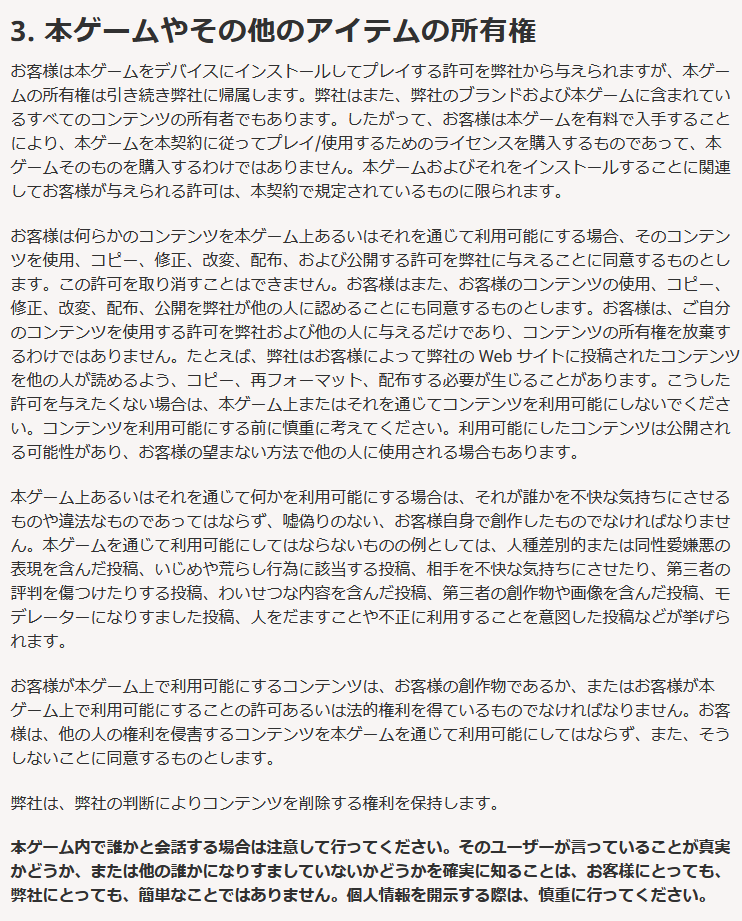 3. 本ゲームやその他のアイテムの所有権
お客様は本ゲームをデバイスにインストールしてプレイする許可を弊社から与えられますが、本ゲー
ムの所有権は引き続き弊社に帰属します。弊社はまた、弊社のブランドおよび本ゲームに含まれてい
るすべてのコンテンツの所有者でもあります。したがって、お客様は本ゲームを有料で入手すること
により、本ゲームを本契約に従ってプレイ/使用するためのライセンスを購入するものであって、本
ゲームそのものを購入するわけではありません。本ゲームおよびそれをインストールすることに関連
してお客様が与えられる許可は、本契約で規定されているものに限られます。
お客様は何らかのコンテンツを本ゲーム上あるいはそれを通じて利用可能にする場合、そのコンテン
ツを使用、コピー、修正、改変、配布、および公開する許可を弊社に与えることに同意するものとし
ます。この許可を取り消すことはできません。お客様はまた、お客様のコンテンツの使用、コピー、
修正、改変、配布、公開を弊社が他の人に認めることにも同意するものとします。お客様は、ご自分
のコンテンツを使用する許可を弊社および他の人に与えるだけであり、コンテンツの所有権を放棄す
るわけではありません。たとえば、弊社はお客様によって弊社の Web サイトに投稿されたコンテンツ
を他の人が読めるよう、コピー、再フォーマット、配布する必要が生じることがあります。こうした
許可を与えたくない場合は、本ゲーム上またはそれを通じてコンテンツを利用可能にしないでくださ
い。コンテンツを利用可能にする前に慎重に考えてください。利用可能にしたコンテンツは公開され
る可能性があり、お客様の望まない方法で他の人に使用される場合もあります。
本ゲーム上あるいはそれを通じて何かを利用可能にする場合は、それが誰かを不快な気持ちにさせる
ものや違法なものであってはならず、嘘偽りのない、お客様自身で創作したものでなければなりませ
ん。本ゲームを通じて利用可能にしてはならないものの例としては、人種差別的または同性愛嫌悪の
表現を含んだ投稿、いじめや荒らし行為に該当する投稿、相手を不快な気持ちにさせたり、第三者の
評判を傷つけたりする投稿、わいせつな内容を含んだ投稿、第三者の創作物や画像を含んだ投稿、モ
デレーターになりすました投稿、人をだますことや不正に利用することを意図した投稿などが挙げら
れます。
お客様が本ゲーム上で利用可能にするコンテンツは、お客様の創作物であるか、またはお客様が本
ゲーム上で利用可能にすることの許可あるいは法的権利を得ているものでなければなりません。お客
様は、他の人の権利を侵害するコンテンツを本ゲームを通じて利用可能にしてはならず、また、そう
しないことに同意するものとします。
弊社は、弊社の判断によりコンテンツを削除する権利を保持します。
本ゲーム内で誰かと会話する場合は注意して行ってください。そのユーザーが言っていることが真実
かどうか、または他の誰かになりすましていないかどうかを確実に知ることは、お客様にとっても、
弊社にとっても、簡単なことではありません。個人情報を開示する際は、慎重に行ってください。